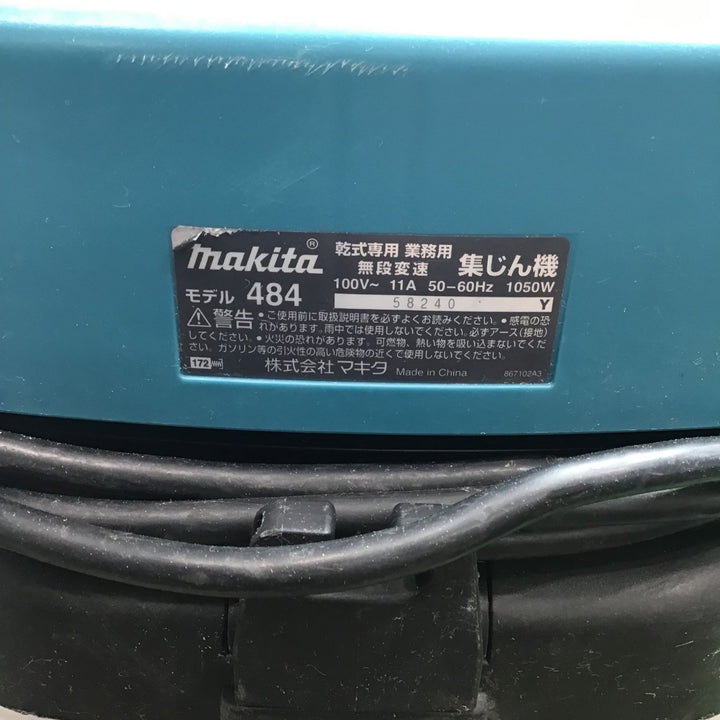 makita® 乾式専用 業務用
無段変速 集じん機
モデル 484 100V~ 11A 50-60Hz 1050W
58240 Y
⚠警告 ●ご使用前に取扱説明書を必ずよくお読みください。●感電の恐
れがあります。雨中では使用しないでください。必ずアース(接地)
してください。●火災の恐れがあります。可燃物、熱い物を吸い込まないでくだ
さい。ガソリン等の引火性の高い危険物の近くで使用しないでください。
172 株式会社 マキタ Made in China 867102A3